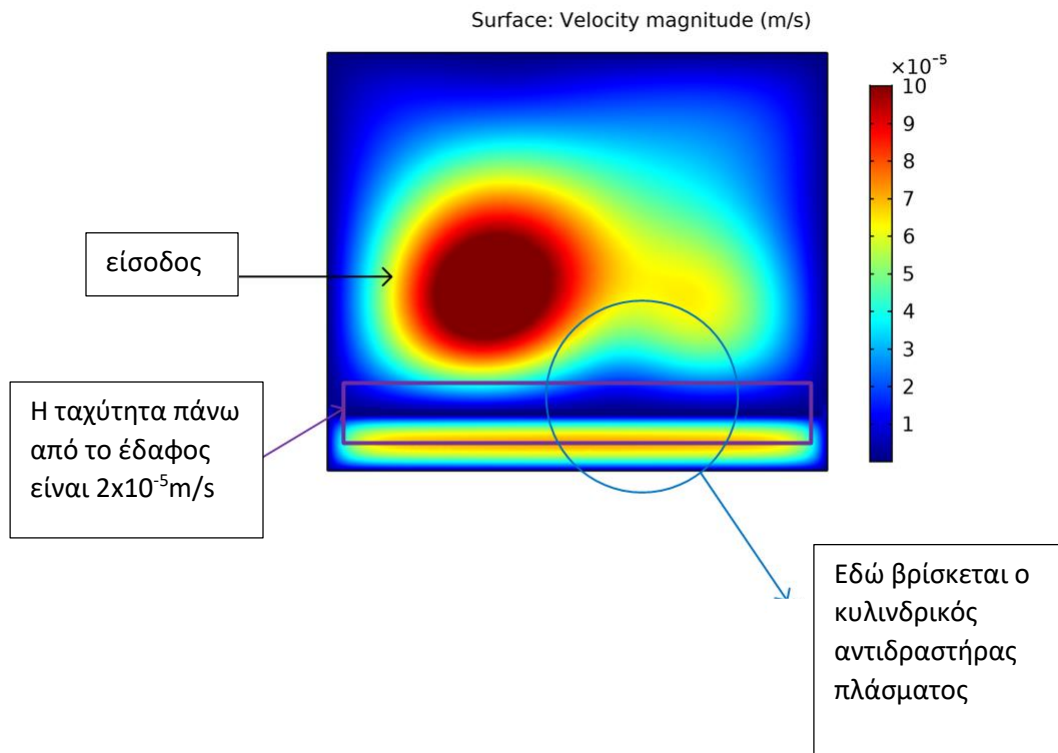 Surface: Velocity magnitude (m/s)
×10⁻⁵
10
9
8
7
6
5
4
3
2
1
είσοδος
Η ταχύτητα πάνω
από το έδαφος
είναι 2x10⁻⁵m/s
Εδώ βρίσκεται ο
κυλινδρικός
αντιδραστήρας
πλάσματος